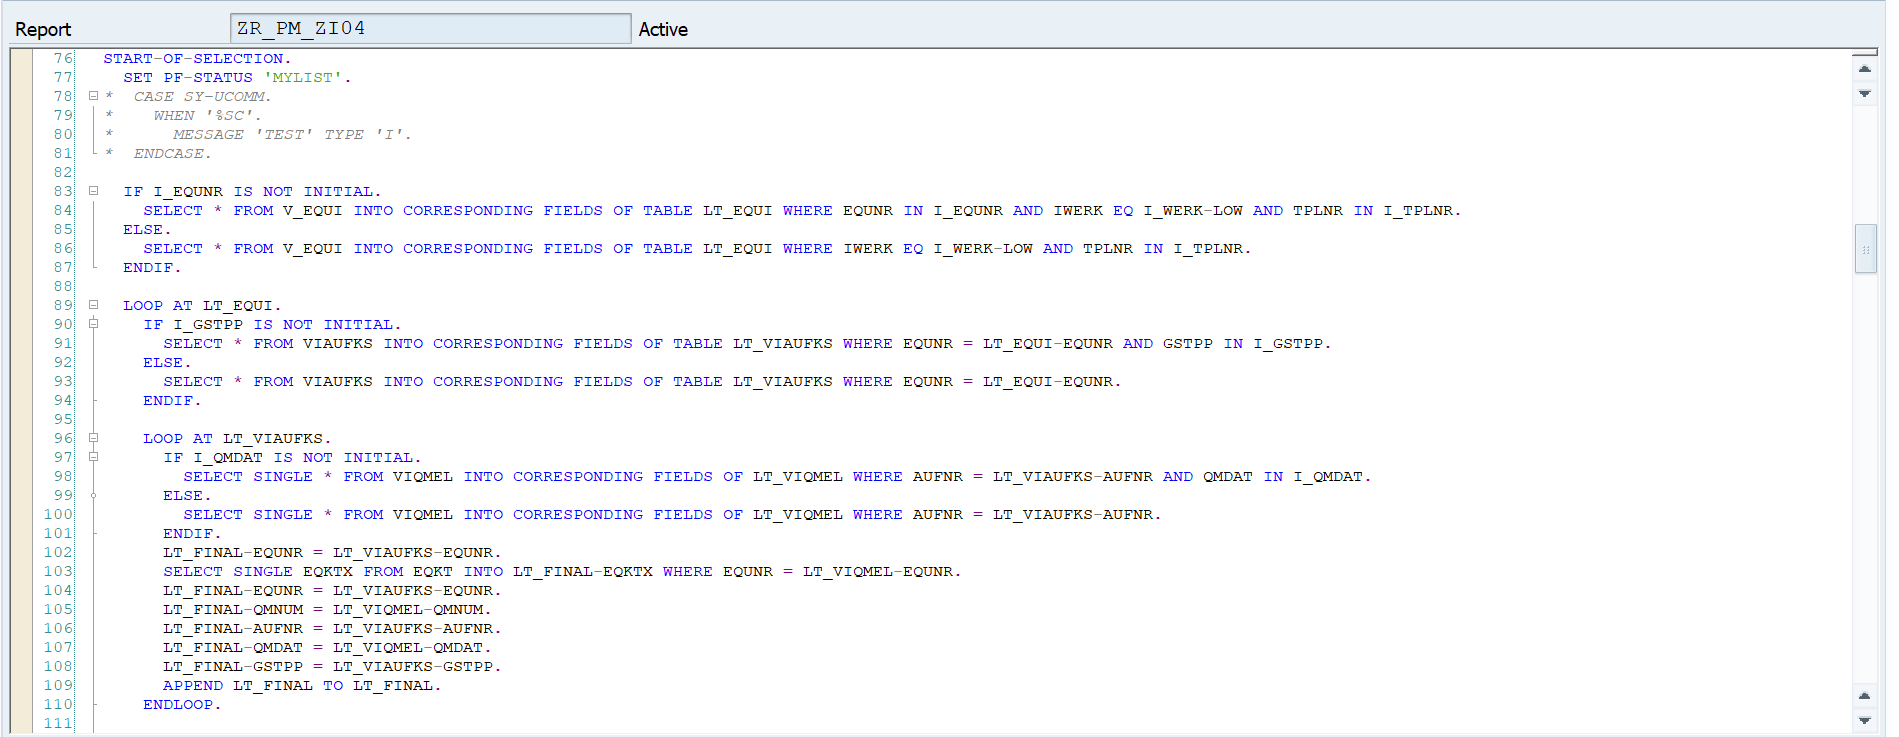 Report ZR_PM_ZI04 Active
76 START-OF-SELECTION.
77 SET PF-STATUS 'MYLIST'.
78 * CASE SY-UCOMM.
79 * WHEN '%SC'.
80 * MESSAGE 'TEST' TYPE 'I'.
81 * ENDCASE.
82
83 IF I_EQUNR IS NOT INITIAL.
84 SELECT * FROM V_EQUI INTO CORRESPONDING FIELDS OF TABLE LT_EQUI WHERE EQUNR IN I_EQUNR AND IWERK EQ I_WERK-LOW AND TPLNR IN I_TPLNR.
85 ELSE.
86 SELECT * FROM V_EQUI INTO CORRESPONDING FIELDS OF TABLE LT_EQUI WHERE IWERK EQ I_WERK-LOW AND TPLNR IN I_TPLNR.
87 ENDIF.
88
89 LOOP AT LT_EQUI.
90 IF I_GSTPP IS NOT INITIAL.
91 SELECT * FROM VIAUFKS INTO CORRESPONDING FIELDS OF TABLE LT_VIAUFKS WHERE EQUNR = LT_EQUI-EQUNR AND GSTPP IN I_GSTPP.
92 ELSE.
93 SELECT * FROM VIAUFKS INTO CORRESPONDING FIELDS OF TABLE LT_VIAUFKS WHERE EQUNR = LT_EQUI-EQUNR.
94 ENDIF.
95
96 LOOP AT LT_VIAUFKS.
97 IF I_QMDAT IS NOT INITIAL.
98 SELECT SINGLE * FROM VIQMEL INTO CORRESPONDING FIELDS OF LT_VIQMEL WHERE AUFNR = LT_VIAUFKS-AUFNR AND QMDAT IN I_QMDAT.
99 ELSE.
100 SELECT SINGLE * FROM VIQMEL INTO CORRESPONDING FIELDS OF LT_VIQMEL WHERE AUFNR = LT_VIAUFKS-AUFNR.
101 ENDIF.
102 LT_FINAL-EQUNR = LT_VIAUFKS-EQUNR.
103 SELECT SINGLE EQKTX FROM EQKT INTO LT_FINAL-EQKTX WHERE EQUNR = LT_VIQMEL-EQUNR.
104 LT_FINAL-EQUNR = LT_VIAUFKS-EQUNR.
105 LT_FINAL-QMNUM = LT_VIQMEL-QMNUM.
106 LT_FINAL-AUFNR = LT_VIAUFKS-AUFNR.
107 LT_FINAL-QMDAT = LT_VIQMEL-QMDAT.
108 LT_FINAL-GSTPP = LT_VIAUFKS-GSTPP.
109 APPEND LT_FINAL TO LT_FINAL.
110 ENDLOOP.
111